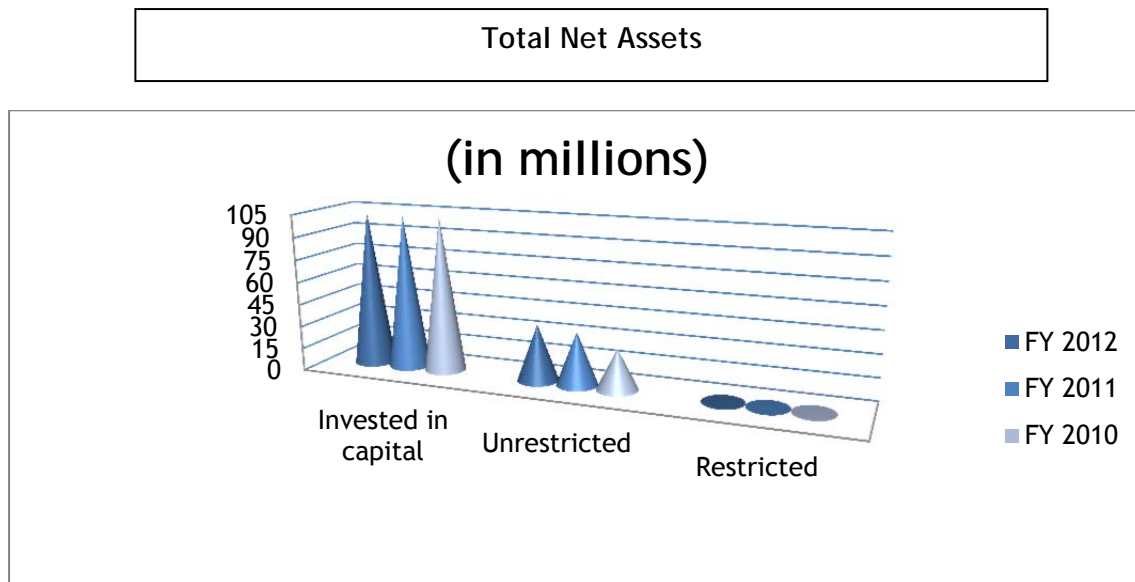 Total Net Assets
(in millions)
105
90
75
60
45
30
15
0
Invested in
capital
Unrestricted
Restricted
FY 2012
FY 2011
FY 2010